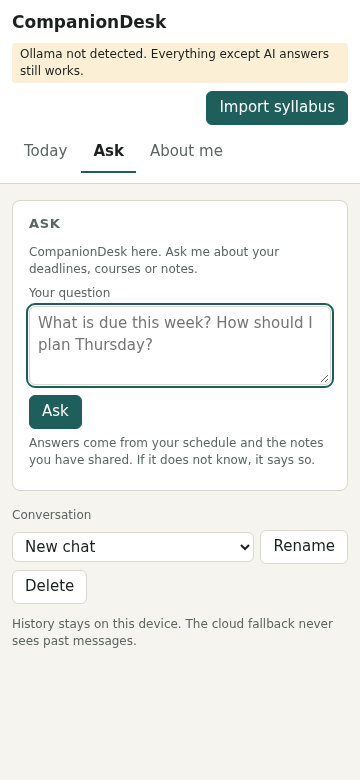 CompanionDesk
Ollama not detected. Everything except AI answers
still works.
Import syllabus
Today
Ask
About me
ASK
CompanionDesk here. Ask me about your
deadlines, courses or notes.
Your question
What is due this week? How should I
plan Thursday?
Ask
Answers come from your schedule and the notes
you have shared. If it does not know, it says so.
Conversation
New chat
Rename
Delete
History stays on this device. The cloud fallback never
sees past messages.